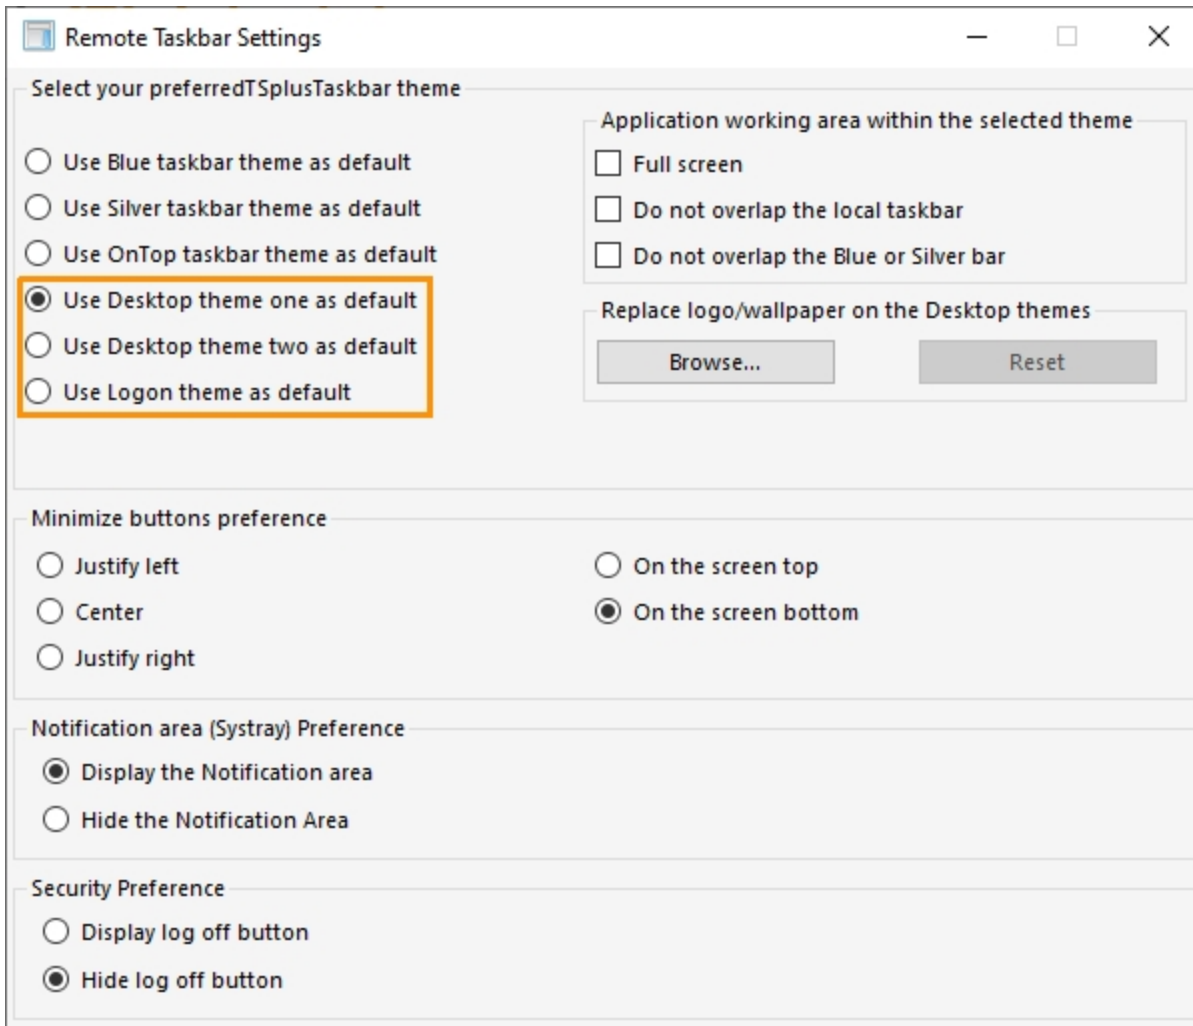 Remote Taskbar Settings
Select your preferredTSplusTaskbar theme
Use Blue taskbar theme as default
Use Silver taskbar theme as default
Use OnTop taskbar theme as default
Use Desktop theme one as default
Use Desktop theme two as default
Use Logon theme as default
Application working area within the selected theme
Full screen
Do not overlap the local taskbar
Do not overlap the Blue or Silver bar
Replace logo/wallpaper on the Desktop themes
Browse... Reset
Minimize buttons preference
Justify left
Center
Justify right
On the screen top
On the screen bottom
Notification area (Systray) Preference
Display the Notification area
Hide the Notification Area
Security Preference
Display log off button
Hide log off button